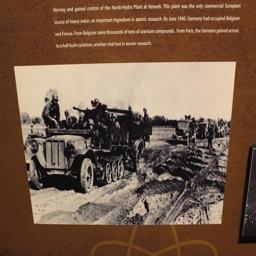 Norway and gained control of the Norsk-Hydro Plant at Vemork. This plant was the only commercial European
source of heavy water, an important ingredient in atomic research. By June 1940, Germany had occupied Belgium
and France. From Belgium came thousands of tons of uranium compounds. From Paris, the Germans gained access
to a half-built cyclotron, another vital tool in atomic research.